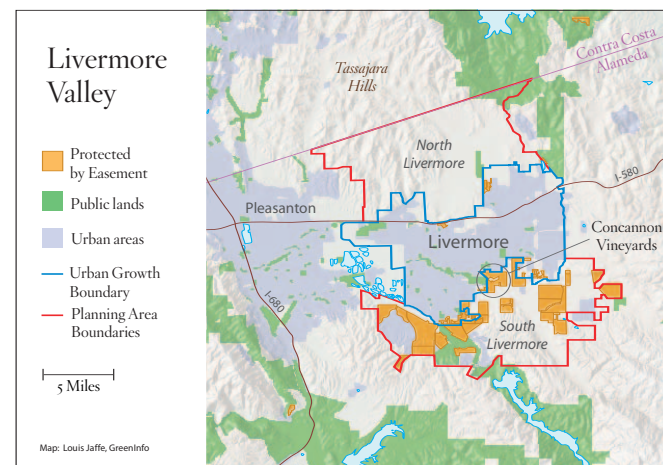 Livermore
Valley
Protected
by Easement
Public lands
Urban areas
Urban Growth
Boundary
Planning Area
Boundaries
5 Miles
Map: Louis Jaffe, GreenInfo
Contra Costa
Alameda
Tassajara
Hills
North
Livermore
I-580
Pleasanton
Livermore
Concannon
Vineyards
I-680
South
Livermore